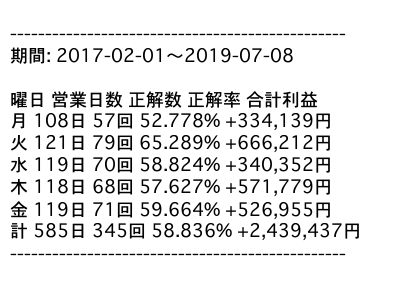 ------------------------------------------------
期間: 2017-02-01～2019-07-08
曜日 営業日数 正解数 正解率 合計利益
月 108日 57回 52.778% +334,139円
火 121日 79回 65.289% +666,212円
水 119日 70回 58.824% +340,352円
木 118日 68回 57.627% +571,779円
金 119日 71回 59.664% +526,955円
計 585日 345回 58.836% +2,439,437円
------------------------------------------------